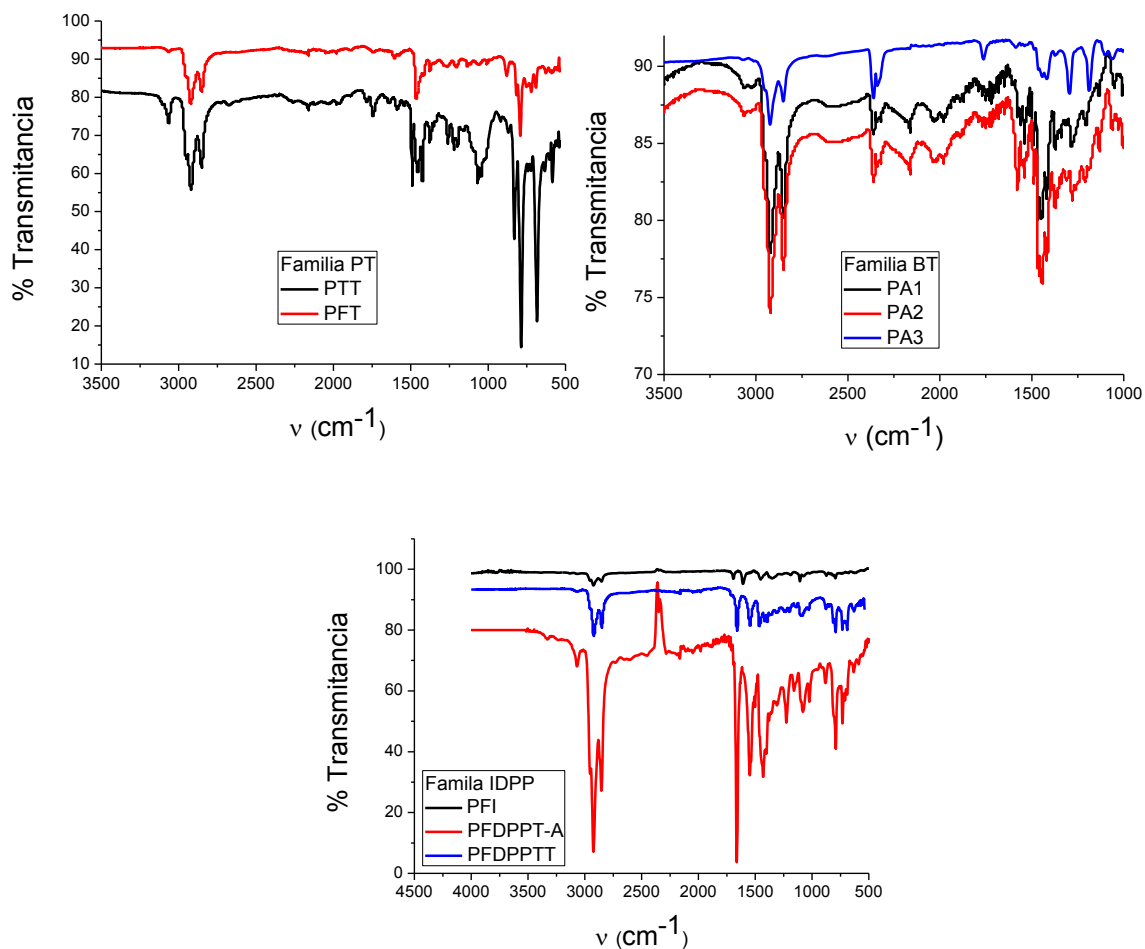 100
90
80
70
60
50
40
30
20
10
% Transmitancia
Familia PT
PTT
PFT
3500 3000 2500 2000 1500 1000 500
ν (cm-1)
90
85
80
75
70
% Transmitancia
Familia BT
PA1
PA2
PA3
3500 3000 2500 2000 1500 1000
ν (cm-1)
100
80
60
40
20
0
% Transmitancia
Famila IDPP
PFI
PFDPPT-A
PFDPPTT
4500 4000 3500 3000 2500 2000 1500 1000 500
ν (cm-1)